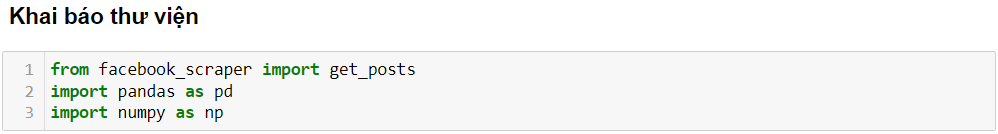 Khai báo thư viện
1 from facebook_scraper import get_posts
2 import pandas as pd
3 import numpy as np